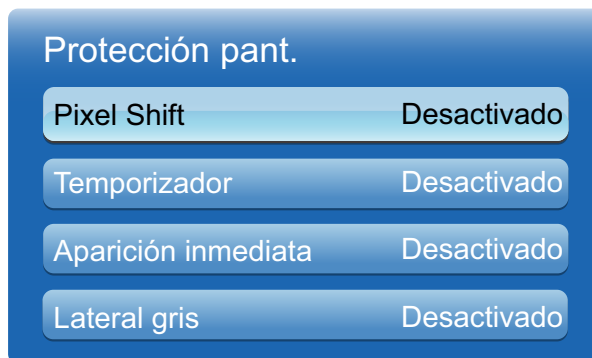 Protección pant.
Pixel Shift Desactivado
Temporizador Desactivado
Aparición inmediata Desactivado
Lateral gris Desactivado